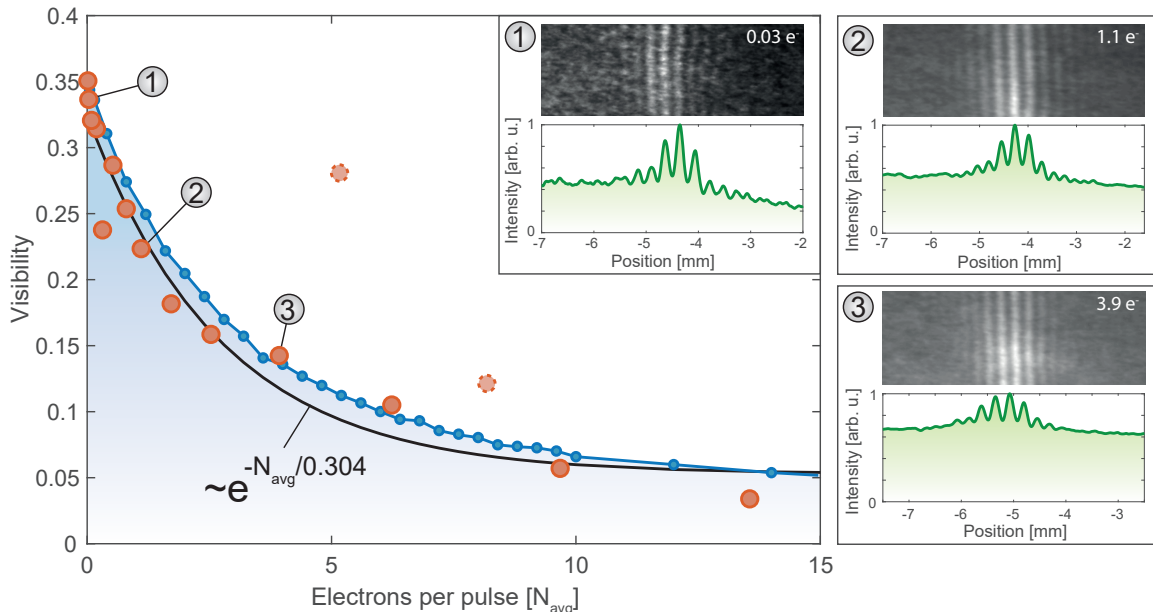 Visibility
0.4
0.35
0.3
0.25
0.2
0.15
0.1
0.05
0
0 5 10 15
Electrons per pulse [Navg]
1
2
3
~e-Navg/0.304
1
0.03 e-
Intensity [arb. u.]
1
0
-7 -6 -5 -4 -3 -2
Position [mm]
2
1.1 e-
Intensity [arb. u.]
1
0
-7 -6 -5 -4 -3 -2
Position [mm]
3
3.9 e-
Intensity [arb. u.]
1
0
-7 -6 -5 -4 -3
Position [mm]